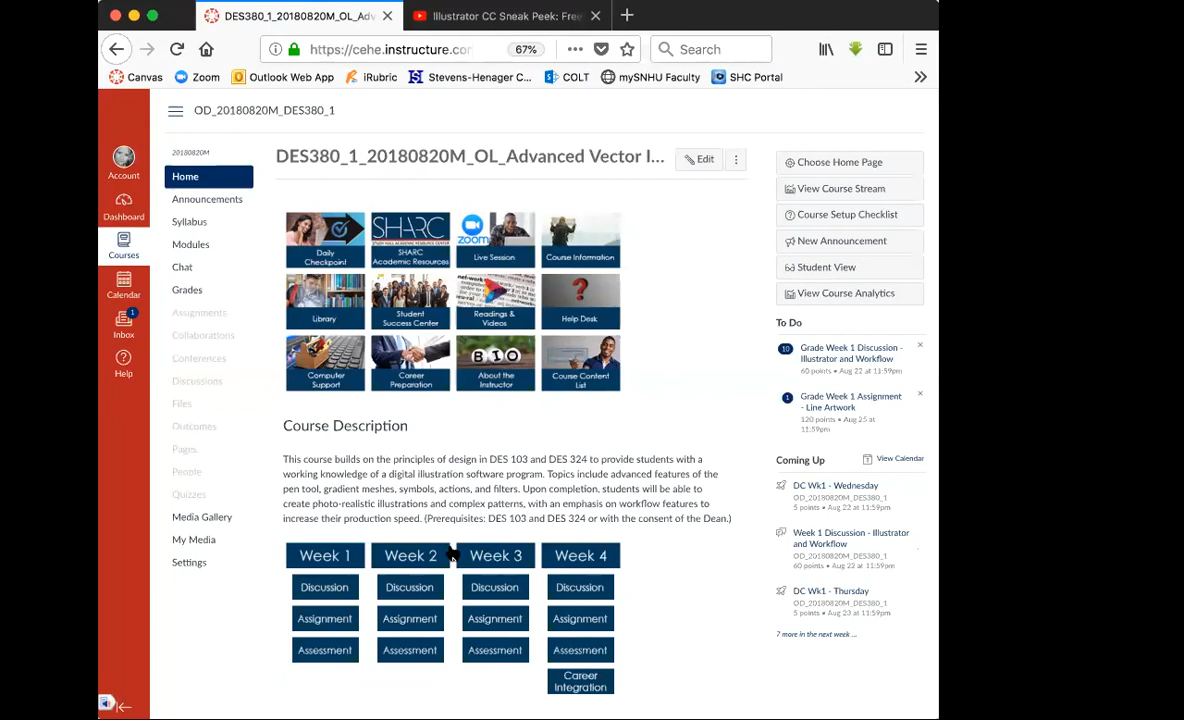 DES380_1_20180820M_OL_Adv
Illustrator CC Sneak Peek: Free
https://cehe.instructure.com
67%
Search
Canvas
Zoom
Outlook Web App
iRubric
Stevens-Henager C...
COLT
mySNHU Faculty
SHC Portal
OD_20180820M_DES380_1
Account
Dashboard
Courses
Calendar
1
Inbox
Help
20180820M
Home
Announcements
Syllabus
Modules
Chat
Grades
Assignments
Collaborations
Conferences
Discussions
Files
Outcomes
Pages
People
Quizzes
Media Gallery
My Media
Settings
DES380_1_20180820M_OL_Advanced Vector I...
Edit
Daily
Checkpoint
SHARC
SHARC
Academic Resources
zoom
Live Session
Course Information
Library
Student
Success Center
Readings &
Videos
Help Desk
Computer
Support
Career
Preparation
BIO
About the
Instructor
Course Content
List
Course Description
This course builds on the principles of design in DES 103 and DES 324 to provide students with a
working knowledge of a digital illustration software program. Topics include advanced features of the
pen tool, gradient meshes, symbols, actions, and filters. Upon completion, students will be able to
create photo-realistic illustrations and complex patterns, with an emphasis on workflow features to
increase their production speed. (Prerequisites: DES 103 and DES 324 or with the consent of the Dean.)
Week 1
Week 2
Week 3
Week 4
Discussion
Discussion
Discussion
Discussion
Assignment
Assignment
Assignment
Assignment
Assessment
Assessment
Assessment
Assessment
Career
Integration
Choose Home Page
View Course Stream
Course Setup Checklist
New Announcement
Student View
View Course Analytics
To Do
10
Grade Week 1 Discussion -
Illustrator and Workflow
60 points • Aug 22 at 11:59pm
1
Grade Week 1 Assignment
- Line Artwork
120 points • Aug 25 at
11:59pm
Coming Up
View Calendar
DC Wk1 - Wednesday
OD_20180820M_DES380_1
5 points • Aug 22 at 11:59pm
Week 1 Discussion - Illustrator
and Workflow
OD_20180820M_DES380_1
60 points • Aug 22 at 11:59pm
DC Wk1 - Thursday
OD_20180820M_DES380_1
5 points • Aug 23 at 11:59pm
7 more in the next week ...